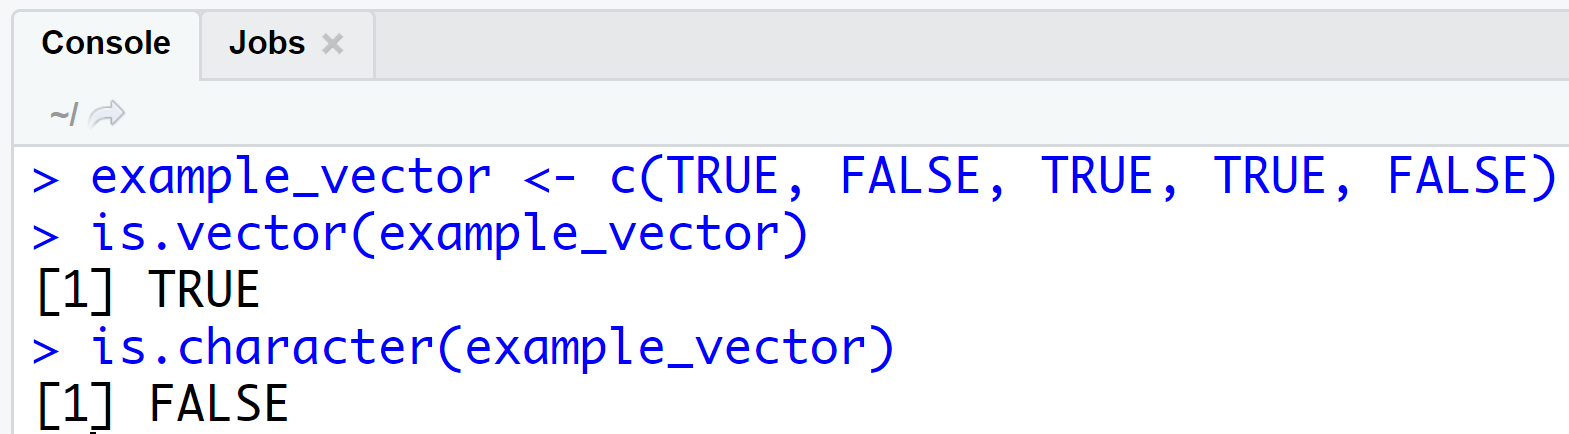 Console Jobs ×
~/
> example_vector <- c(TRUE, FALSE, TRUE, TRUE, FALSE)
> is.vector(example_vector)
[1] TRUE
> is.character(example_vector)
[1] FALSE